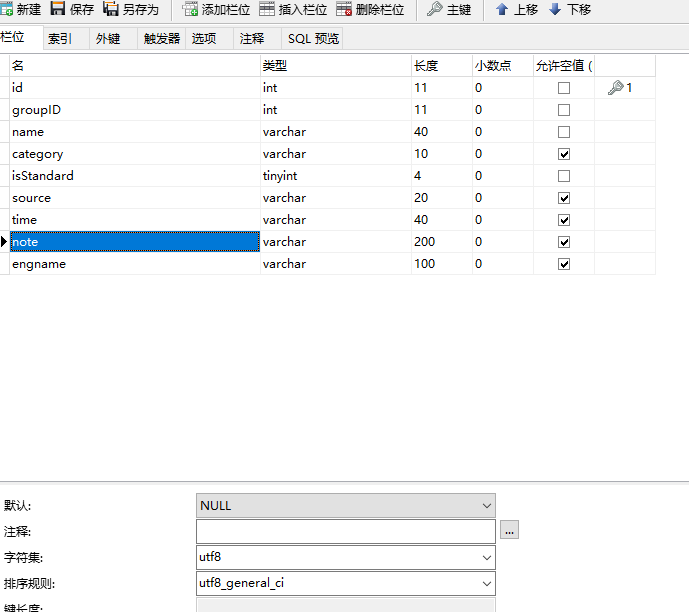 新建 保存 另存为 添加栏位 插入栏位 删除栏位 主键 上移 下移
栏位 索引 外键 触发器 选项 注释 SQL 预览
名 类型 长度 小数点 允许空值 (
id int 11 0 1
groupID int 11 0
name varchar 40 0
category varchar 10 0
isStandard tinyint 4 0
source varchar 20 0
time varchar 40 0
note varchar 200 0
engname varchar 100 0
默认: NULL
注释: ...
字符集: utf8
排序规则: utf8_general_ci
键长度: